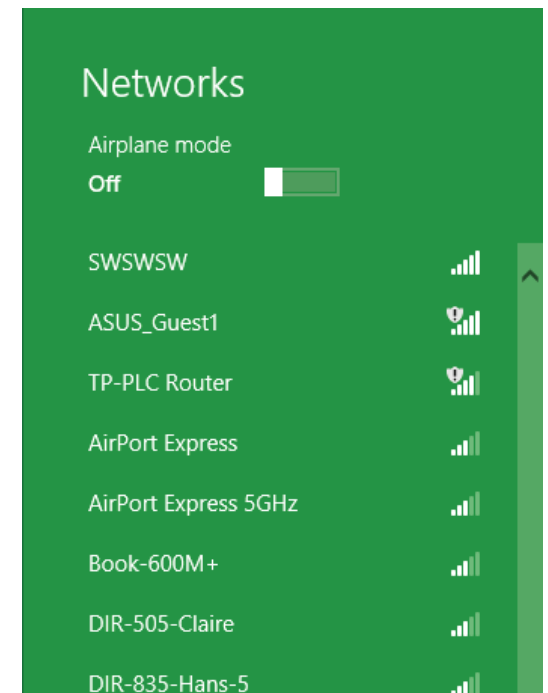 Networks
Airplane mode
Off
SWSWSW
ASUS_Guest1
TP-PLC Router
AirPort Express
AirPort Express 5GHz
Book-600M+
DIR-505-Claire
DIR-835-Hans-5